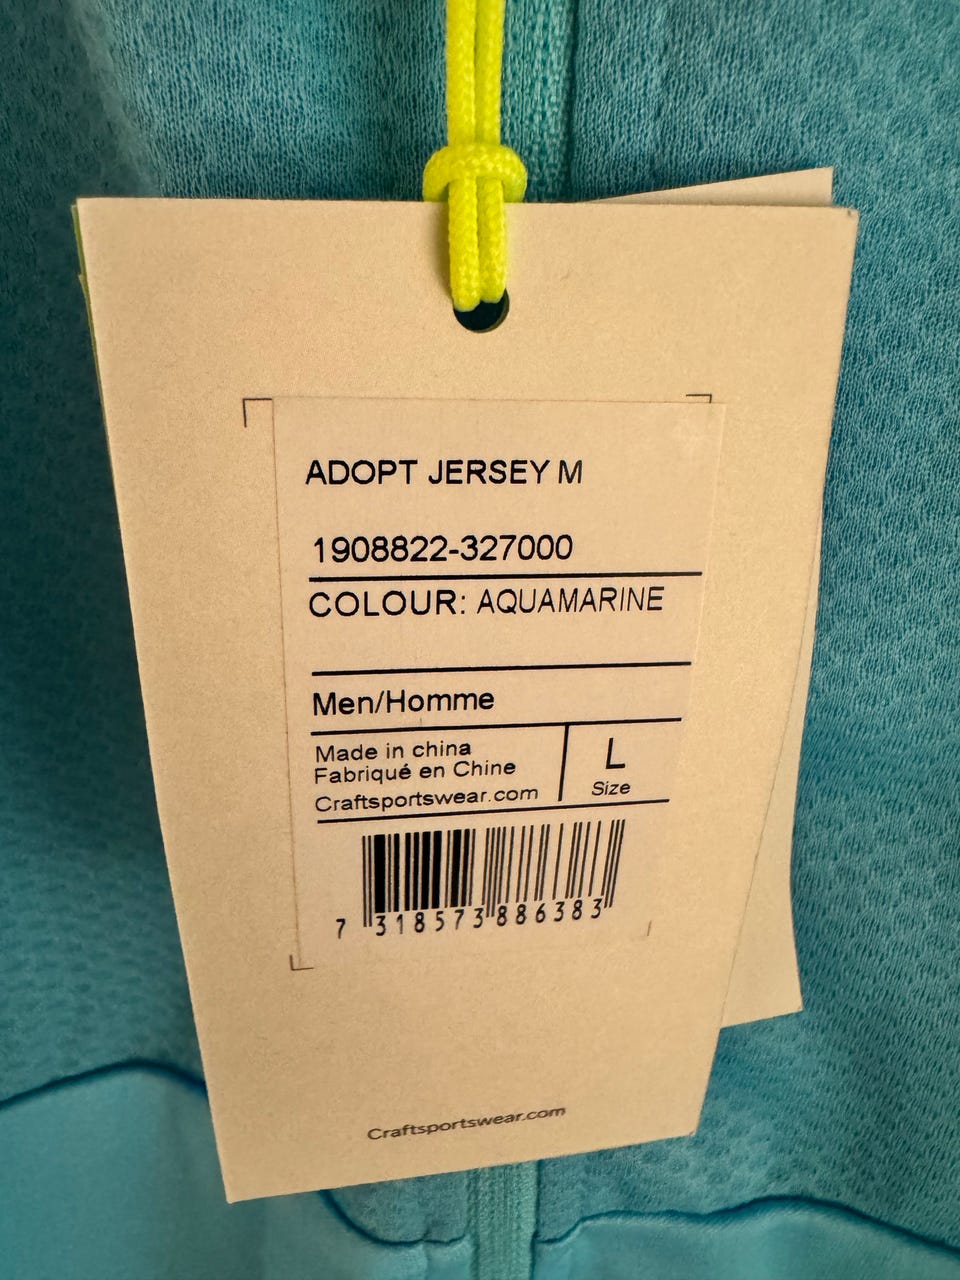 ADOPT JERSEY M
1908822-327000
COLOUR: AQUAMARINE
Men/Homme
Made in china
Fabriqué en Chine
Craftsportswear.com
L
Size
7 318573 886383
Craftsportswear.com